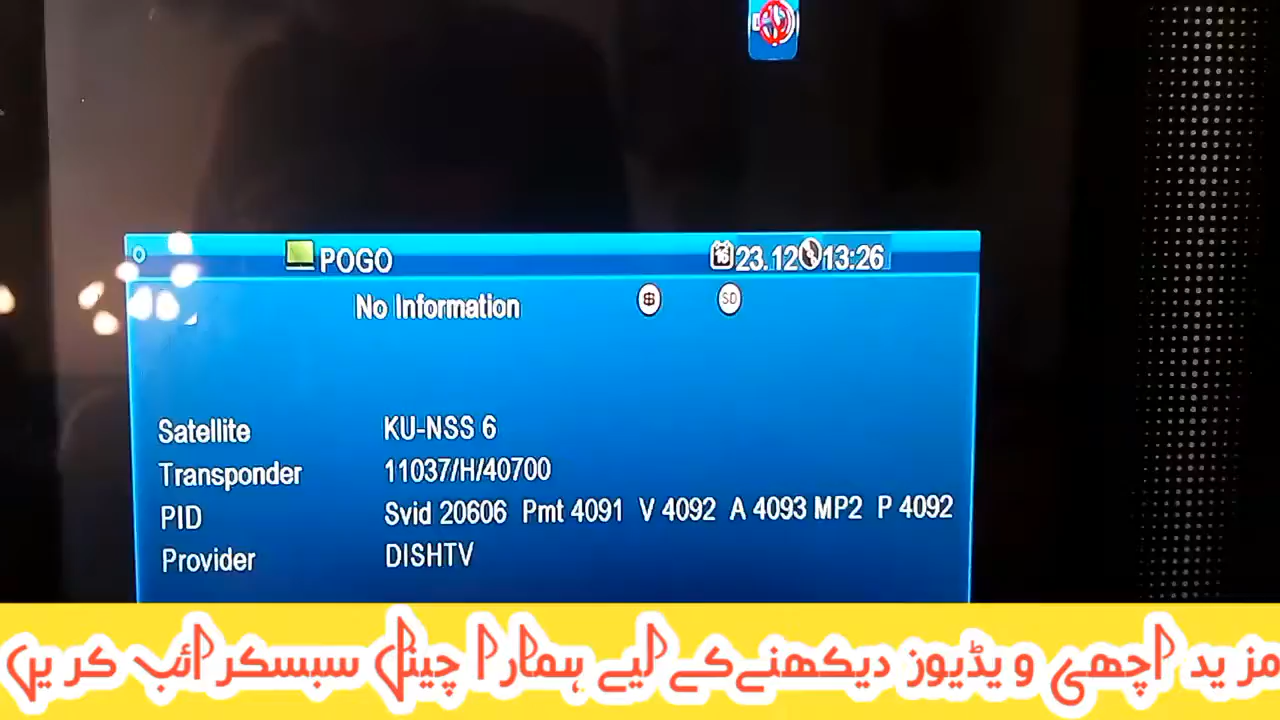 POGO 23.12 13:26
No Information $ SD
Satellite KU-NSS 6
Transponder 11037/H/40700
PID Svid 20606 Pmt 4091 V 4092 A 4093 MP2 P 4092
Provider DISHTV
مزید اچھی ویڈیوز دیکھنے کے لیے ہمارا چینل سبسکرائب کریں